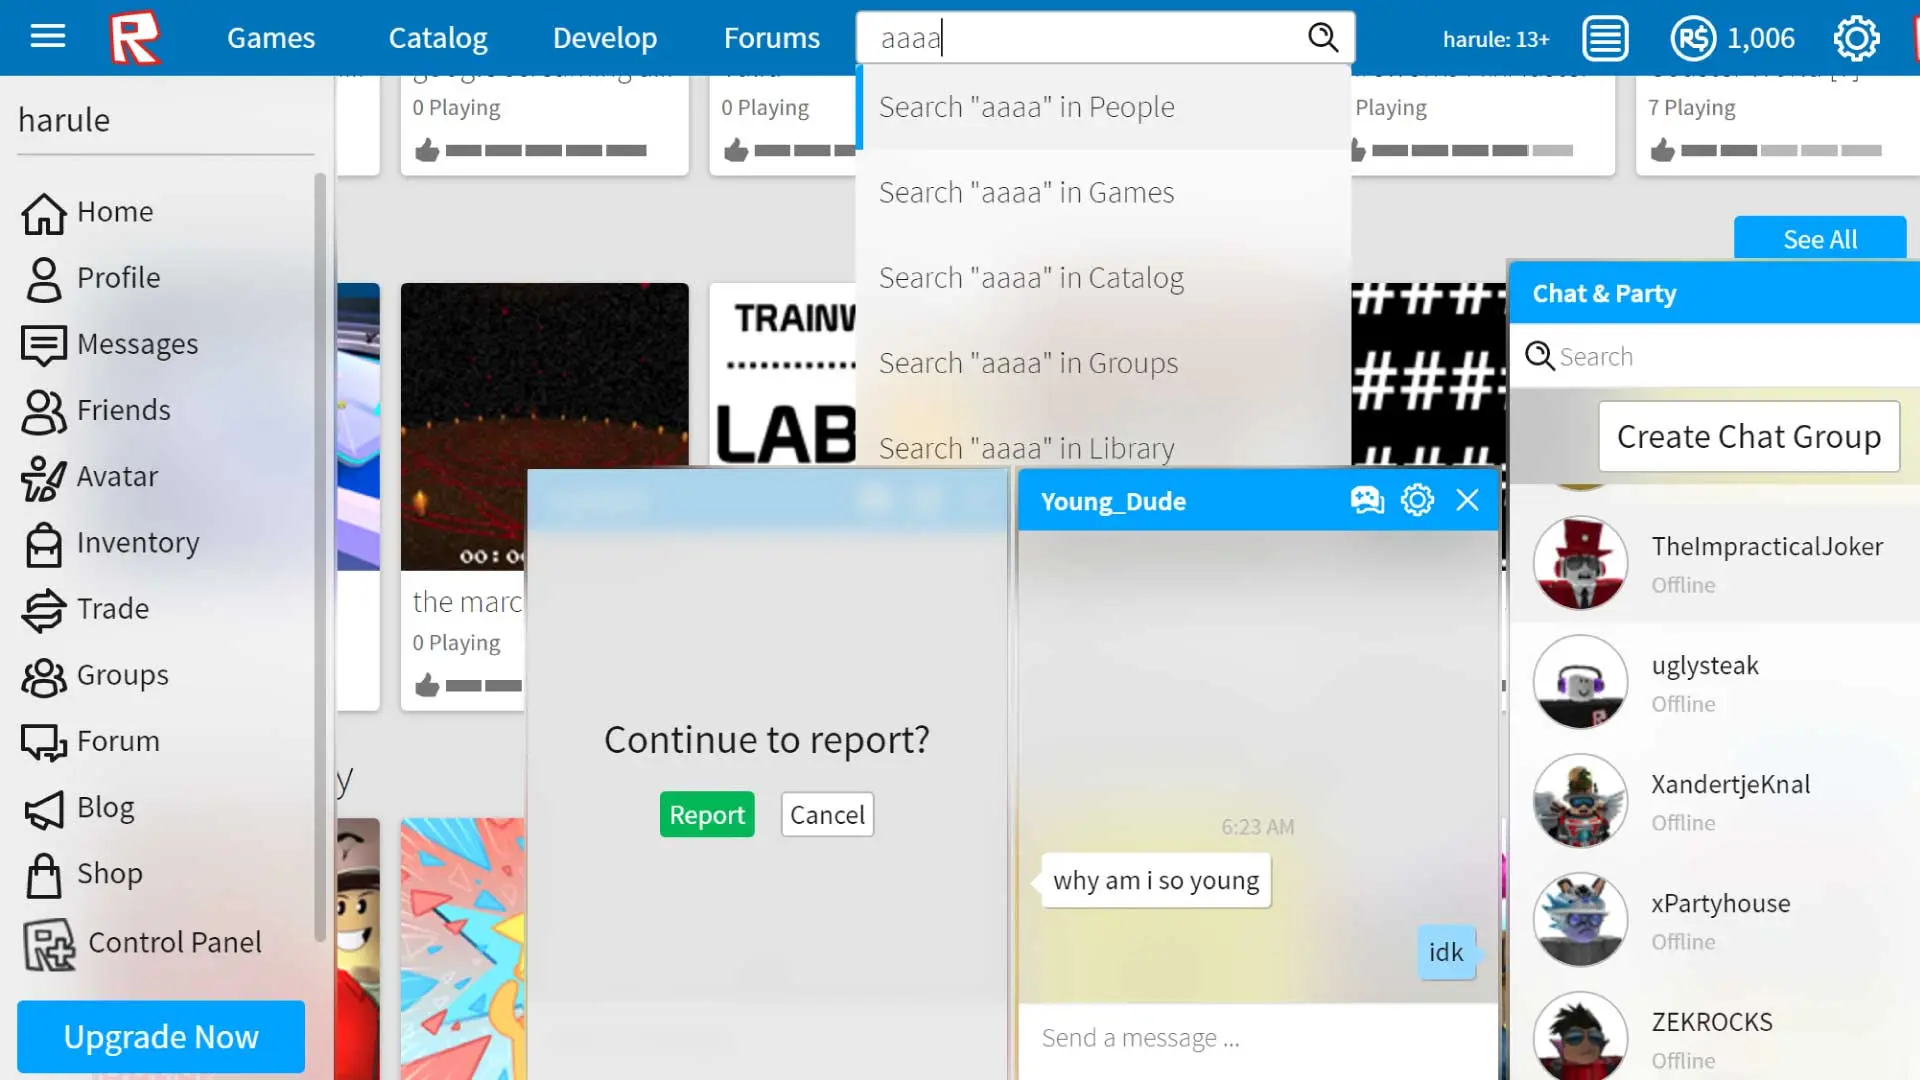 Games
Catalog
Develop
Forums
aaaa
harule: 13+
1,006
harule
Home
Profile
Messages
Friends
Avatar
Inventory
Trade
Groups
Forum
Blog
Shop
Control Panel
Upgrade Now
0 Playing
0 Playing
Playing
7 Playing
Search "aaaa" in People
Search "aaaa" in Games
Search "aaaa" in Catalog
Search "aaaa" in Groups
Search "aaaa" in Library
See All
TRAINW
LAB
####
####
00:0
the marc
0 Playing
Continue to report?
Report
Cancel
Young_Dude
6:23 AM
why am i so young
idk
Send a message ...
Chat & Party
Search
Create Chat Group
TheImpracticalJoker
Offline
uglysteak
Offline
XandertjeKnal
Offline
xPartyhouse
Offline
ZEKROCKS
Offline